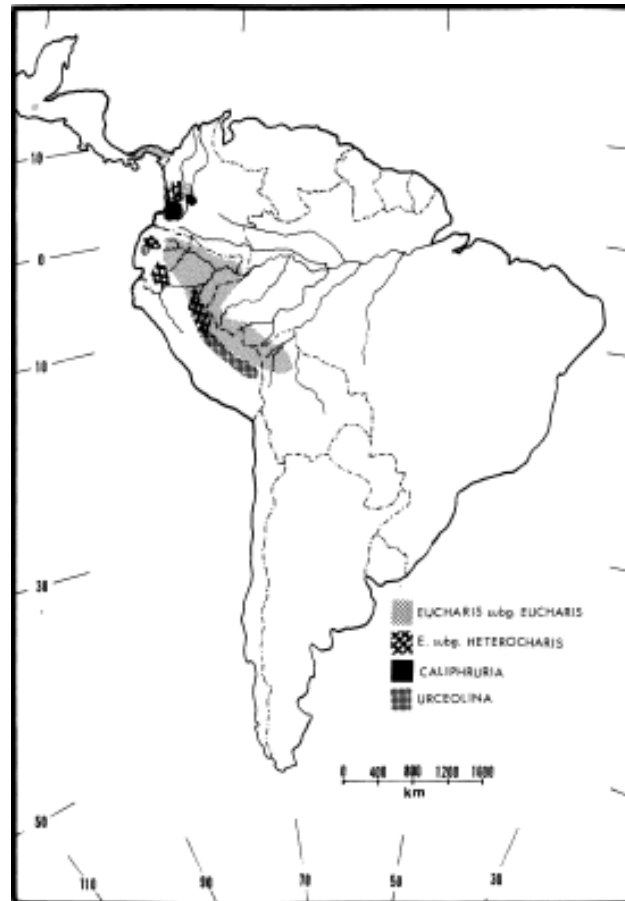 10
0
10
30
50
110
90
70
50
30
EUCHARIS subg. EUCHARIS
E. subg. HETEROCHARIS
CALIPHRURIA
URCEOLINA
0 400 800 1200 1600
km